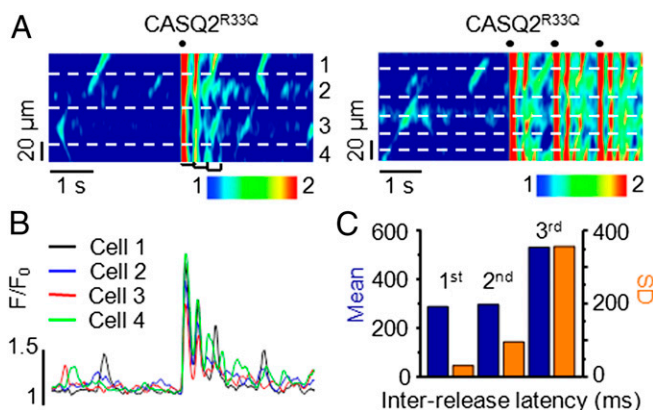 A
CASQ2R33Q
CASQ2R33Q
1
2
3
4
20 µm
1 s
1
2
20 µm
1 s
1
2
B
Cell 1
Cell 2
Cell 3
Cell 4
F/F0
1.5
1
C
600
400
200
0
Mean
1st
2nd
3rd
400
200
0
SD
Inter-release latency (ms)